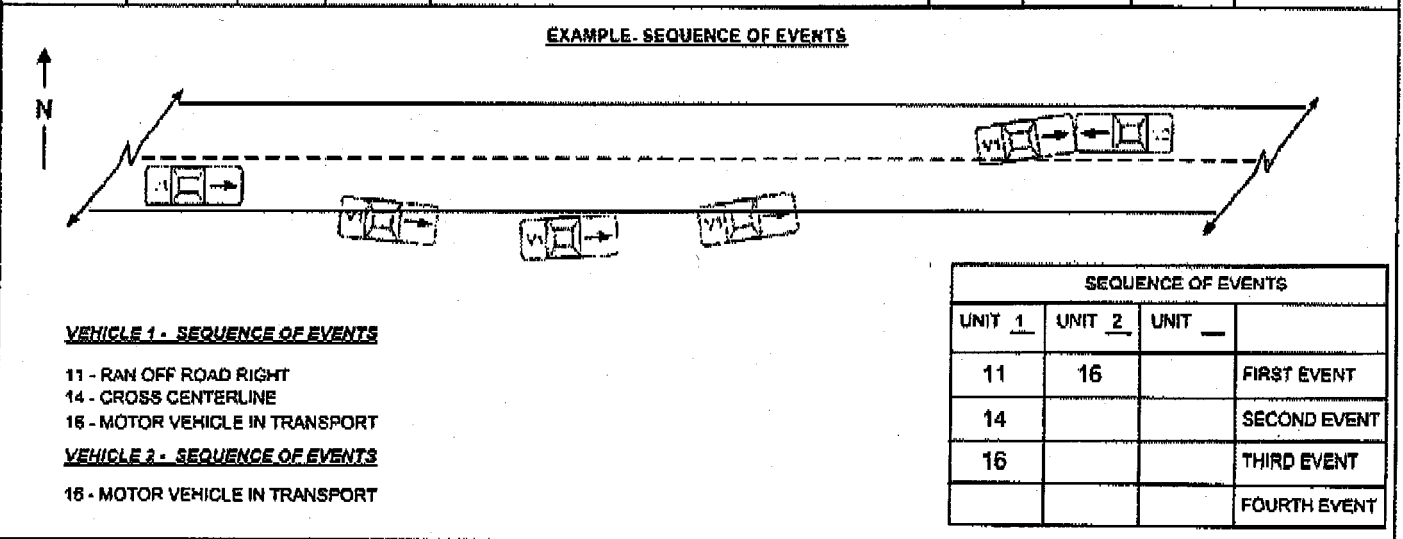 EXAMPLE- SEQUENCE OF EVENTS
N
V1
V1
V1
V1
VEHICLE 1 - SEQUENCE OF EVENTS
11 - RAN OFF ROAD RIGHT
14 - CROSS CENTERLINE
16 - MOTOR VEHICLE IN TRANSPORT
VEHICLE 2 - SEQUENCE OF EVENTS
16 - MOTOR VEHICLE IN TRANSPORT
SEQUENCE OF EVENTS
UNIT 1 UNIT 2 UNIT __
11 16 FIRST EVENT
14 SECOND EVENT
16 THIRD EVENT
FOURTH EVENT